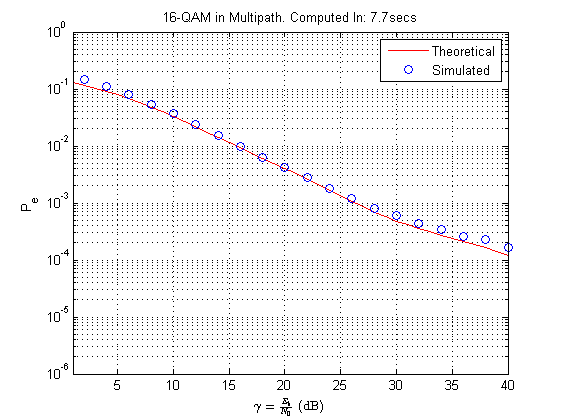 16-QAM in Multipath. Computed In: 7.7secs
Theoretical
Simulated
10^0
10^-1
10^-2
10^-3
10^-4
10^-5
10^-6
P_e
5 10 15 20 25 30 35 40
γ = E_b/N_0 (dB)